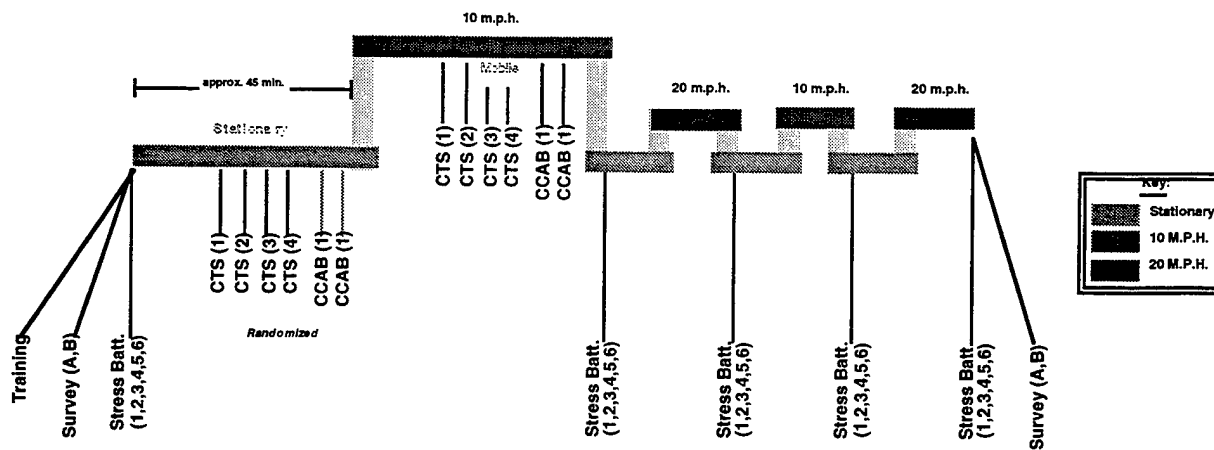 10 m.p.h.
approx. 45 min.
Mobile
20 m.p.h.
10 m.p.h.
20 m.p.h.
Stationary
CTS (1)
CTS (2)
CTS (3)
CTS (4)
CCAB (1)
CCAB (1)
CTS (1)
CTS (2)
CTS (3)
CTS (4)
CCAB (1)
CCAB (1)
Key:
Stationary
10 M.P.H.
20 M.P.H.
Randomized
Training
Survey (A,B)
Stress Batt.
(1,2,3,4,5,6)
Stress Batt.
(1,2,3,4,5,6)
Stress Batt.
(1,2,3,4,5,6)
Stress Batt.
(1,2,3,4,5,6)
Stress Batt.
(1,2,3,4,5,6)
Survey (A,B)